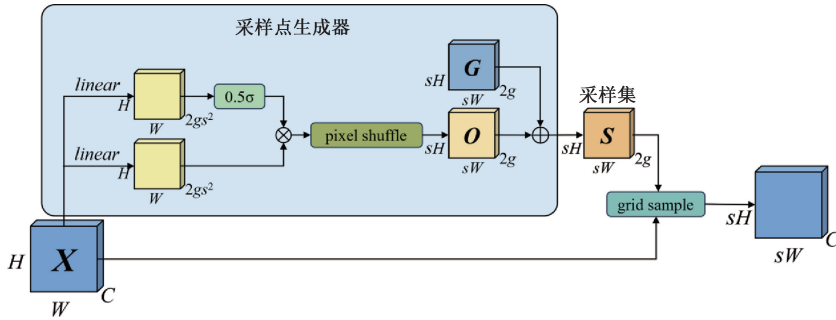 采样点生成器
linear
H
W
2gs²
0.5σ
G
sH
sW
2g
linear
H
W
2gs²
pixel shuffle
O
sH
sW
2g
采样集
S
sH
sW
2g
grid sample
X
H
W
C
sH
sW
C